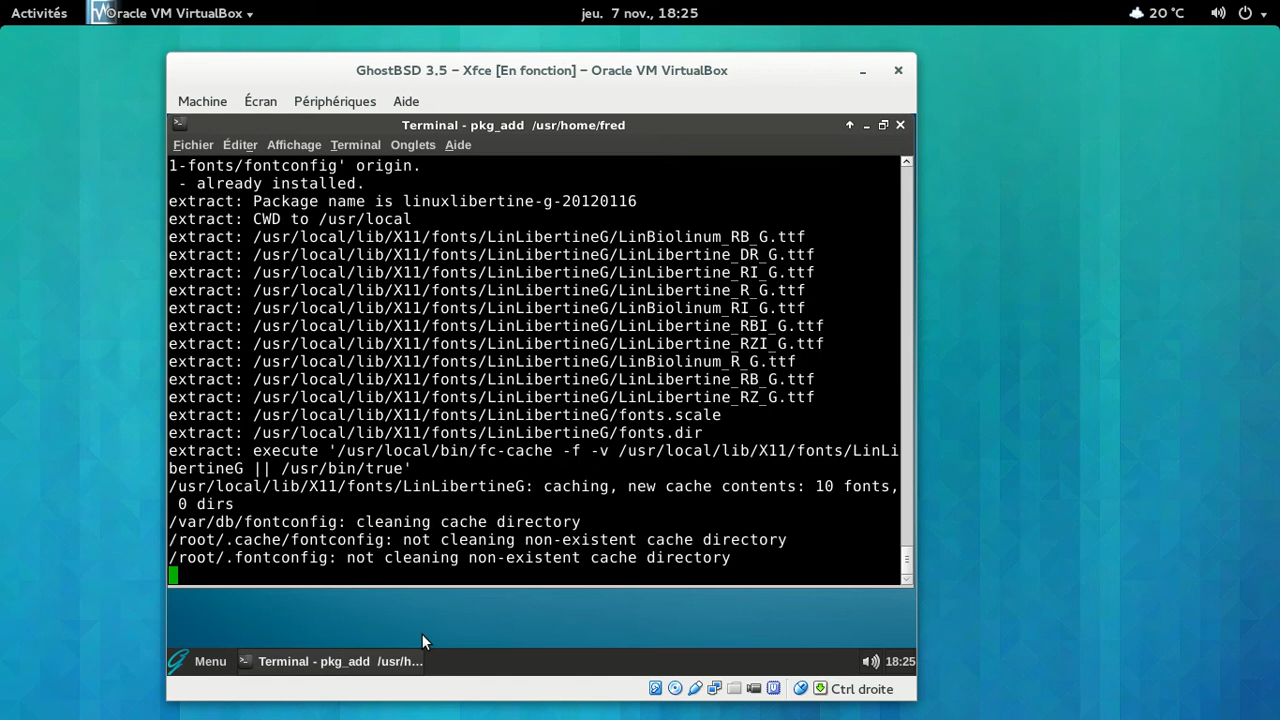 Activités
Oracle VM VirtualBox
jeu. 7 nov., 18:25
20 °C
GhostBSD 3.5 – Xfce [En fonction] – Oracle VM VirtualBox
Machine Écran Périphériques Aide
Terminal - pkg_add  /usr/home/fred
Fichier Éditer Affichage Terminal Onglets Aide
1-fonts/fontconfig' origin.
 - already installed.
extract: Package name is linuxlibertine-g-20120116
extract: CWD to /usr/local
extract: /usr/local/lib/X11/fonts/LinLibertineG/LinBiolinum_RB_G.ttf
extract: /usr/local/lib/X11/fonts/LinLibertineG/LinLibertine_DR_G.ttf
extract: /usr/local/lib/X11/fonts/LinLibertineG/LinLibertine_RI_G.ttf
extract: /usr/local/lib/X11/fonts/LinLibertineG/LinLibertine_R_G.ttf
extract: /usr/local/lib/X11/fonts/LinLibertineG/LinBiolinum_RI_G.ttf
extract: /usr/local/lib/X11/fonts/LinLibertineG/LinLibertine_RBI_G.ttf
extract: /usr/local/lib/X11/fonts/LinLibertineG/LinLibertine_RZI_G.ttf
extract: /usr/local/lib/X11/fonts/LinLibertineG/LinBiolinum_R_G.ttf
extract: /usr/local/lib/X11/fonts/LinLibertineG/LinLibertine_RB_G.ttf
extract: /usr/local/lib/X11/fonts/LinLibertineG/LinLibertine_RZ_G.ttf
extract: /usr/local/lib/X11/fonts/LinLibertineG/fonts.scale
extract: /usr/local/lib/X11/fonts/LinLibertineG/fonts.dir
extract: execute '/usr/local/bin/fc-cache -f -v /usr/local/lib/X11/fonts/LinLi
bertineG || /usr/bin/true'
/usr/local/lib/X11/fonts/LinLibertineG: caching, new cache contents: 10 fonts,
 0 dirs
/var/db/fontconfig: cleaning cache directory
/root/.cache/fontconfig: not cleaning non-existent cache directory
/root/.fontconfig: not cleaning non-existent cache directory
Menu
Terminal - pkg_add  /usr/h...
18:25
Ctrl droite